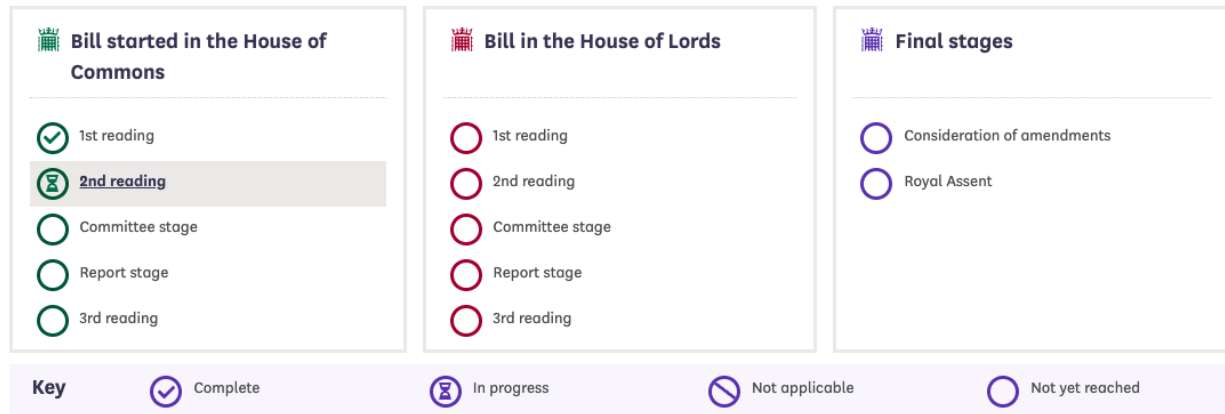 Bill started in the House of
Commons
1st reading
2nd reading
Committee stage
Report stage
3rd reading
Bill in the House of Lords
1st reading
2nd reading
Committee stage
Report stage
3rd reading
Final stages
Consideration of amendments
Royal Assent
Key
Complete
In progress
Not applicable
Not yet reached